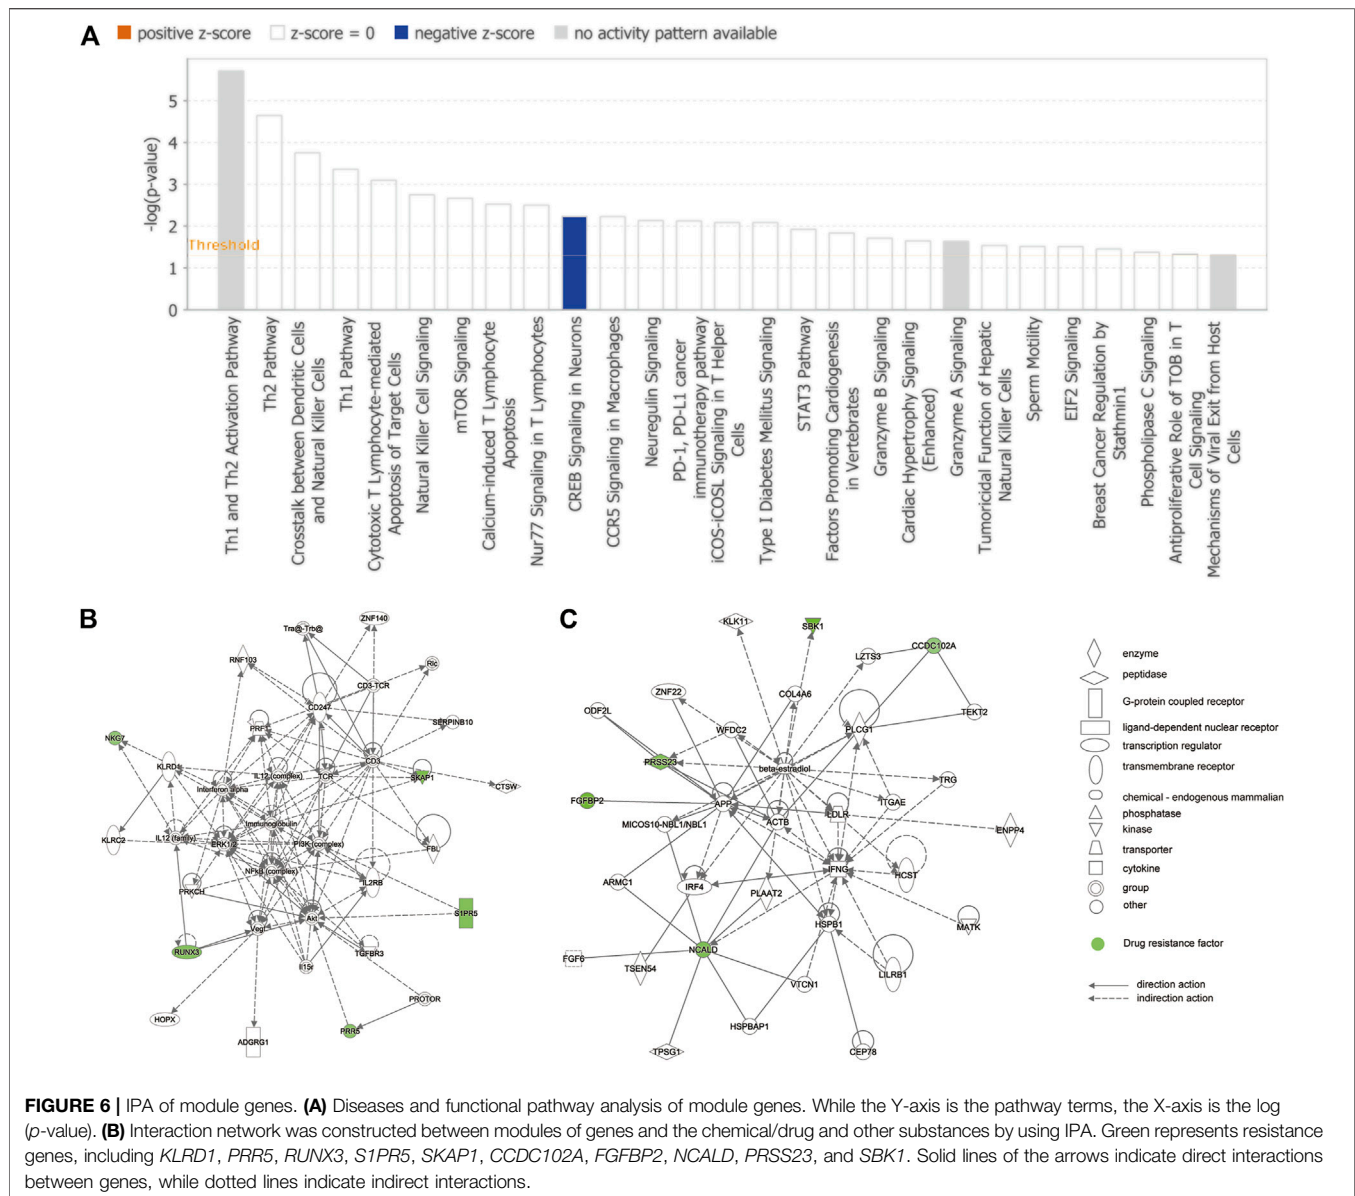 A
positive z-score
z-score = 0
negative z-score
no activity pattern available
-log(p-value)
5
4
3
2
1
0
Threshold
Th1 and Th2 Activation Pathway
Th2 Pathway
Crosstalk between Dendritic Cells
and Natural Killer Cells
Th1 Pathway
Cytotoxic T Lymphocyte-mediated
Apoptosis of Target Cells
Natural Killer Cell Signaling
mTOR Signaling
Calcium-induced T Lymphocyte
Apoptosis
Nur77 Signaling in T Lymphocytes
CREB Signaling in Neurons
CCR5 Signaling in Macrophages
Neuregulin Signaling
PD-1, PD-L1 cancer
immunotherapy pathway
iCOS-iCOSL Signaling in T Helper
Cells
Type I Diabetes Mellitus Signaling
STAT3 Pathway
Factors Promoting Cardiogenesis
in Vertebrates
Granzyme B Signaling
Cardiac Hypertrophy Signaling
(Enhanced)
Granzyme A Signaling
Tumoricidal Function of Hepatic
Natural Killer Cells
Sperm Motility
EIF2 Signaling
Breast Cancer Regulation by
Stathmin1
Phospholipase C Signaling
Antiproliferative Role of TOB in T
Cell Signaling
Mechanisms of Viral Exit from Host
Cells
B
ZNF140
Tra@-Trb@
RNF103
Ric
CD3-TCR
CD247
SERPINB10
PRF1
NKG7
KLRD1
IL12 (complex)
TCR
CD3
SKAP1
CTSW
Interferon alpha
Immunoglobulin
KLRC2
IL12 (family)
ERK1/2
PI3K (complex)
FBL
NFkB (complex)
IL2RB
PRKCH
S1PR5
Akt
Vegf
RUNX3
TGFBR3
Il15r
PROTOR
HOPX
PRR5
ADGRG1
C
KLK11
SBK1
CCDC102A
LZTS3
ZNF22
COL4A6
ODF2L
WFDC2
PLCG1
TEKT2
PRSS23
beta-estradiol
TRG
FGFBP2
APP
ITGAE
MICOS10-NBL1/NBL1
ACTB
LDLR
ENPP4
ARMC1
IRF4
PLAAT2
IFNG
HCST
HSPB1
MATK
FGF6
TSEN54
NCALD
VTCN1
LILRB1
HSPBAP1
TPSG1
CEP78
enzyme
peptidase
G-protein coupled receptor
ligand-dependent nuclear receptor
transcription regulator
transmembrane receptor
chemical - endogenous mammalian
phosphatase
kinase
transporter
cytokine
group
other
Drug resistance factor
direction action
indirection action
FIGURE 6 | IPA of module genes. (A) Diseases and functional pathway analysis of module genes. While the Y-axis is the pathway terms, the X-axis is the log
(p-value). (B) Interaction network was constructed between modules of genes and the chemical/drug and other substances by using IPA. Green represents resistance
genes, including KLRD1, PRR5, RUNX3, S1PR5, SKAP1, CCDC102A, FGFBP2, NCALD, PRSS23, and SBK1. Solid lines of the arrows indicate direct interactions
between genes, while dotted lines indicate indirect interactions.